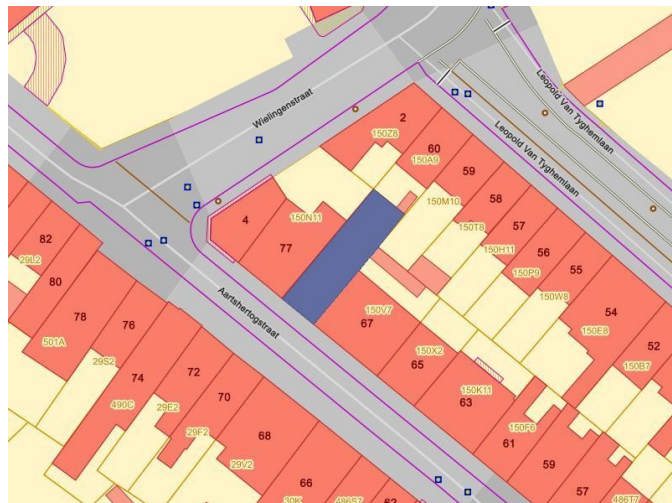 Leopold Van Tyghemlaan
Leopold Van Tyghemlaan
Wielingenstraat
2
150Z8
60
150A9
59
58
150M10
57
150T8
56
150H11
55
150P9
54
150W8
150E8
52
150B7
4
150N11
77
82
29L2
80
78
501A
76
Aartshertogstraat
150V7
67
150X2
65
150K11
63
150F6
61
59
57
486T7
29S2
74
72
490C
29E2
70
29F2
68
29V2
66
30K
486S7
62